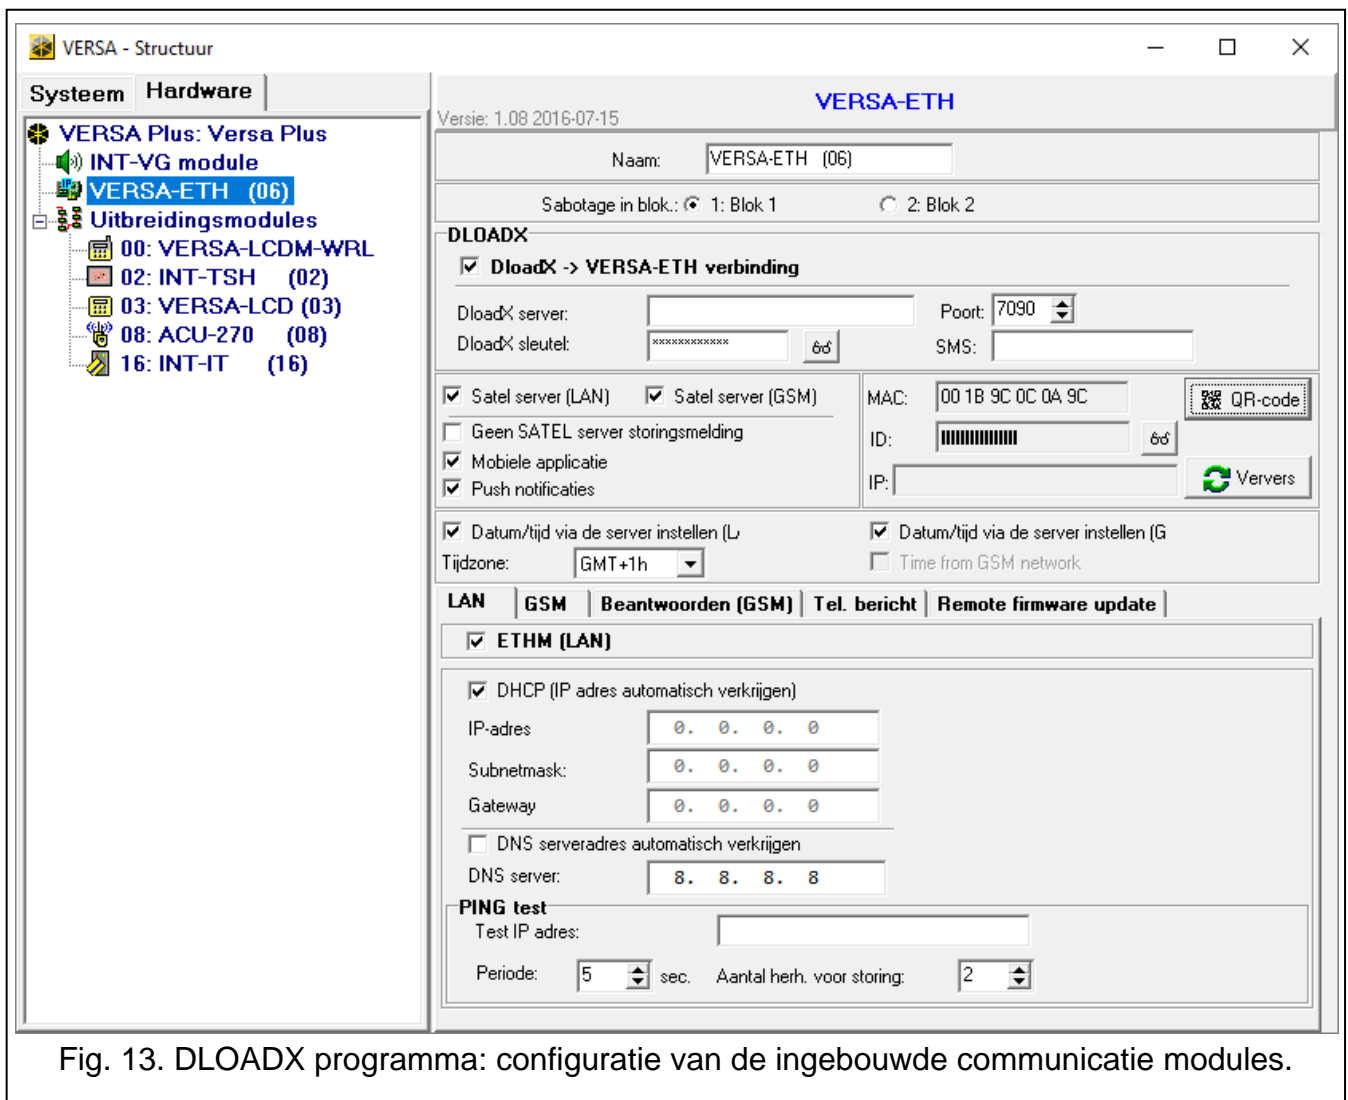 VERSA - Structuur
Systeem
Hardware
VERSA Plus: Versa Plus
INT-VG module
VERSA-ETH (06)
Uitbreidingsmodules
00: VERSA-LCDM-WRL
02: INT-TSH (02)
03: VERSA-LCD (03)
08: ACU-270 (08)
16: INT-IT (16)
VERSA-ETH
Versie: 1.08 2016-07-15
Naam: VERSA-ETH (06)
Sabotage in blok.: 1: Blok 1 2: Blok 2
DLOADX
DloadX -> VERSA-ETH verbinding
DloadX server: Poort: 7090
DloadX sleutel: ************ SMS:
Satel server (LAN) Satel server (GSM)
Geen SATEL server storingsmelding
Mobiele applicatie
Push notificaties
MAC: 00 1B 9C 0C 0A 9C QR-code
ID:
IP: Ververs
Datum/tijd via de server instellen (L Datum/tijd via de server instellen (G
Tijdzone: GMT+1h Time from GSM network
LAN GSM Beantwoorden (GSM) Tel. bericht Remote firmware update
ETHM (LAN)
DHCP (IP adres automatisch verkrijgen)
IP-adres 0. 0. 0. 0
Subnetmask: 0. 0. 0. 0
Gateway 0. 0. 0. 0
DNS serveradres automatisch verkrijgen
DNS server: 8. 8. 8. 8
PING test
Test IP adres:
Periode: 5 sec. Aantal herh. voor storing: 2
Fig. 13. DLOADX programma: configuratie van de ingebouwde communicatie modules.